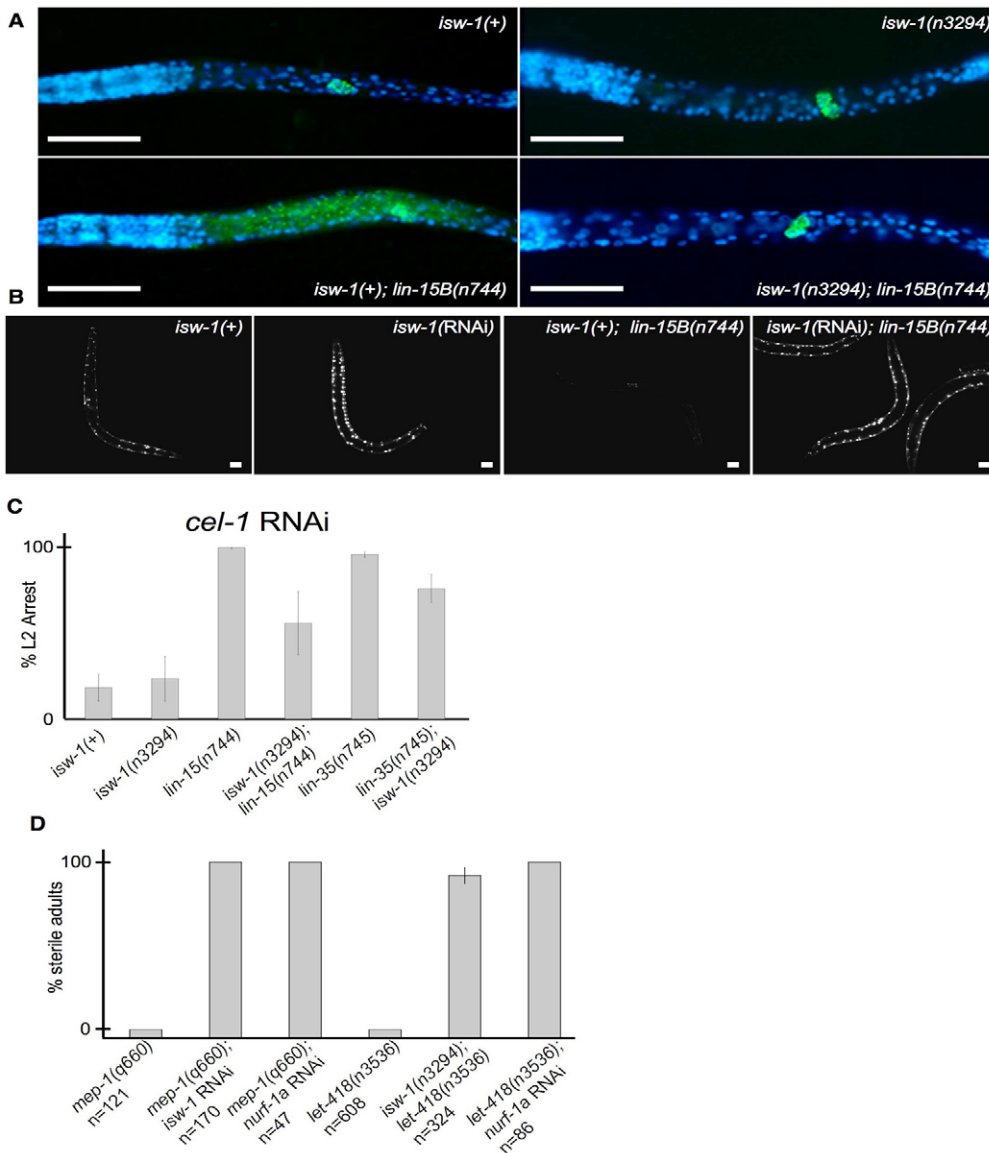 A
isw-1(+)
isw-1(n3294)
isw-1(+); lin-15B(n744)
isw-1(n3294); lin-15B(n744)
B
isw-1(+)
isw-1(RNAi)
isw-1(+); lin-15B(n744)
isw-1(RNAi); lin-15B(n744)
C
cel-1 RNAi
100
% L2 Arrest
0
isw-1(+)
isw-1(n3294)
lin-15(n744)
isw-1(n3294);
lin-15(n744)
lin-35(n745)
lin-35(n745);
isw-1(n3294)
D
100
% sterile adults
0
mep-1(q660)
n=121
mep-1(q660);
isw-1 RNAi
n=170
mep-1(q660);
nurf-1a RNAi
n=47
let-418(n3536)
n=608
isw-1(n3294);
let-418(n3536)
n=324
let-418(n3536);
nurf-1a RNAi
n=86